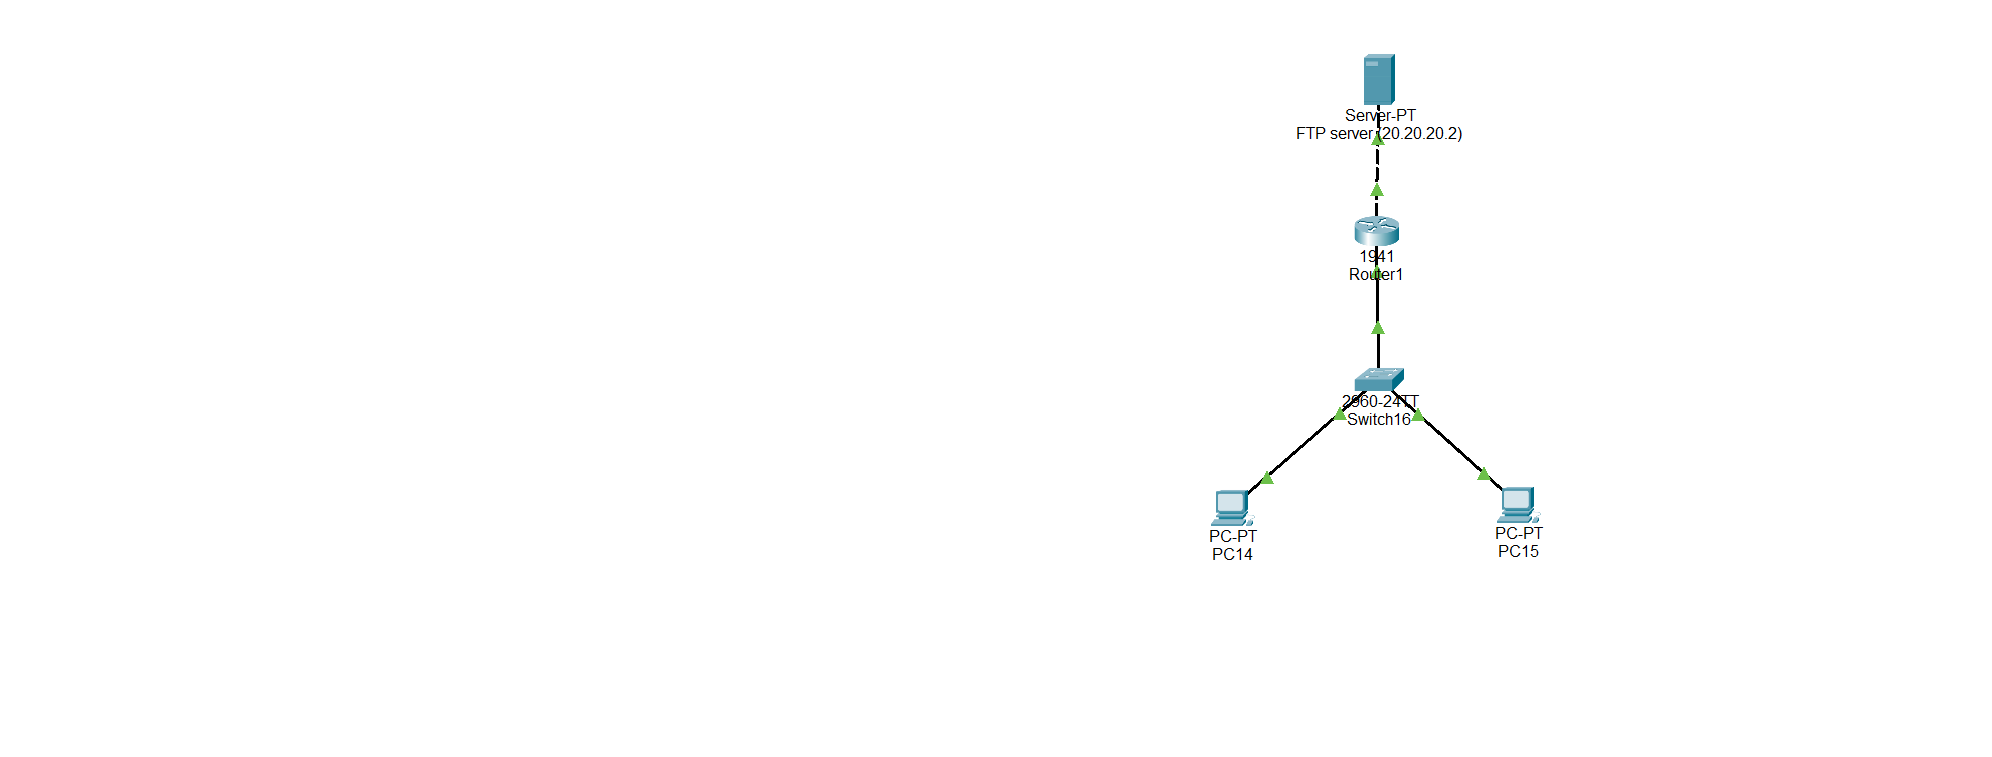 Server-PT
FTP server (20.20.20.2)
1941
Router1
2960-24TT
Switch16
PC-PT
PC14
PC-PT
PC15